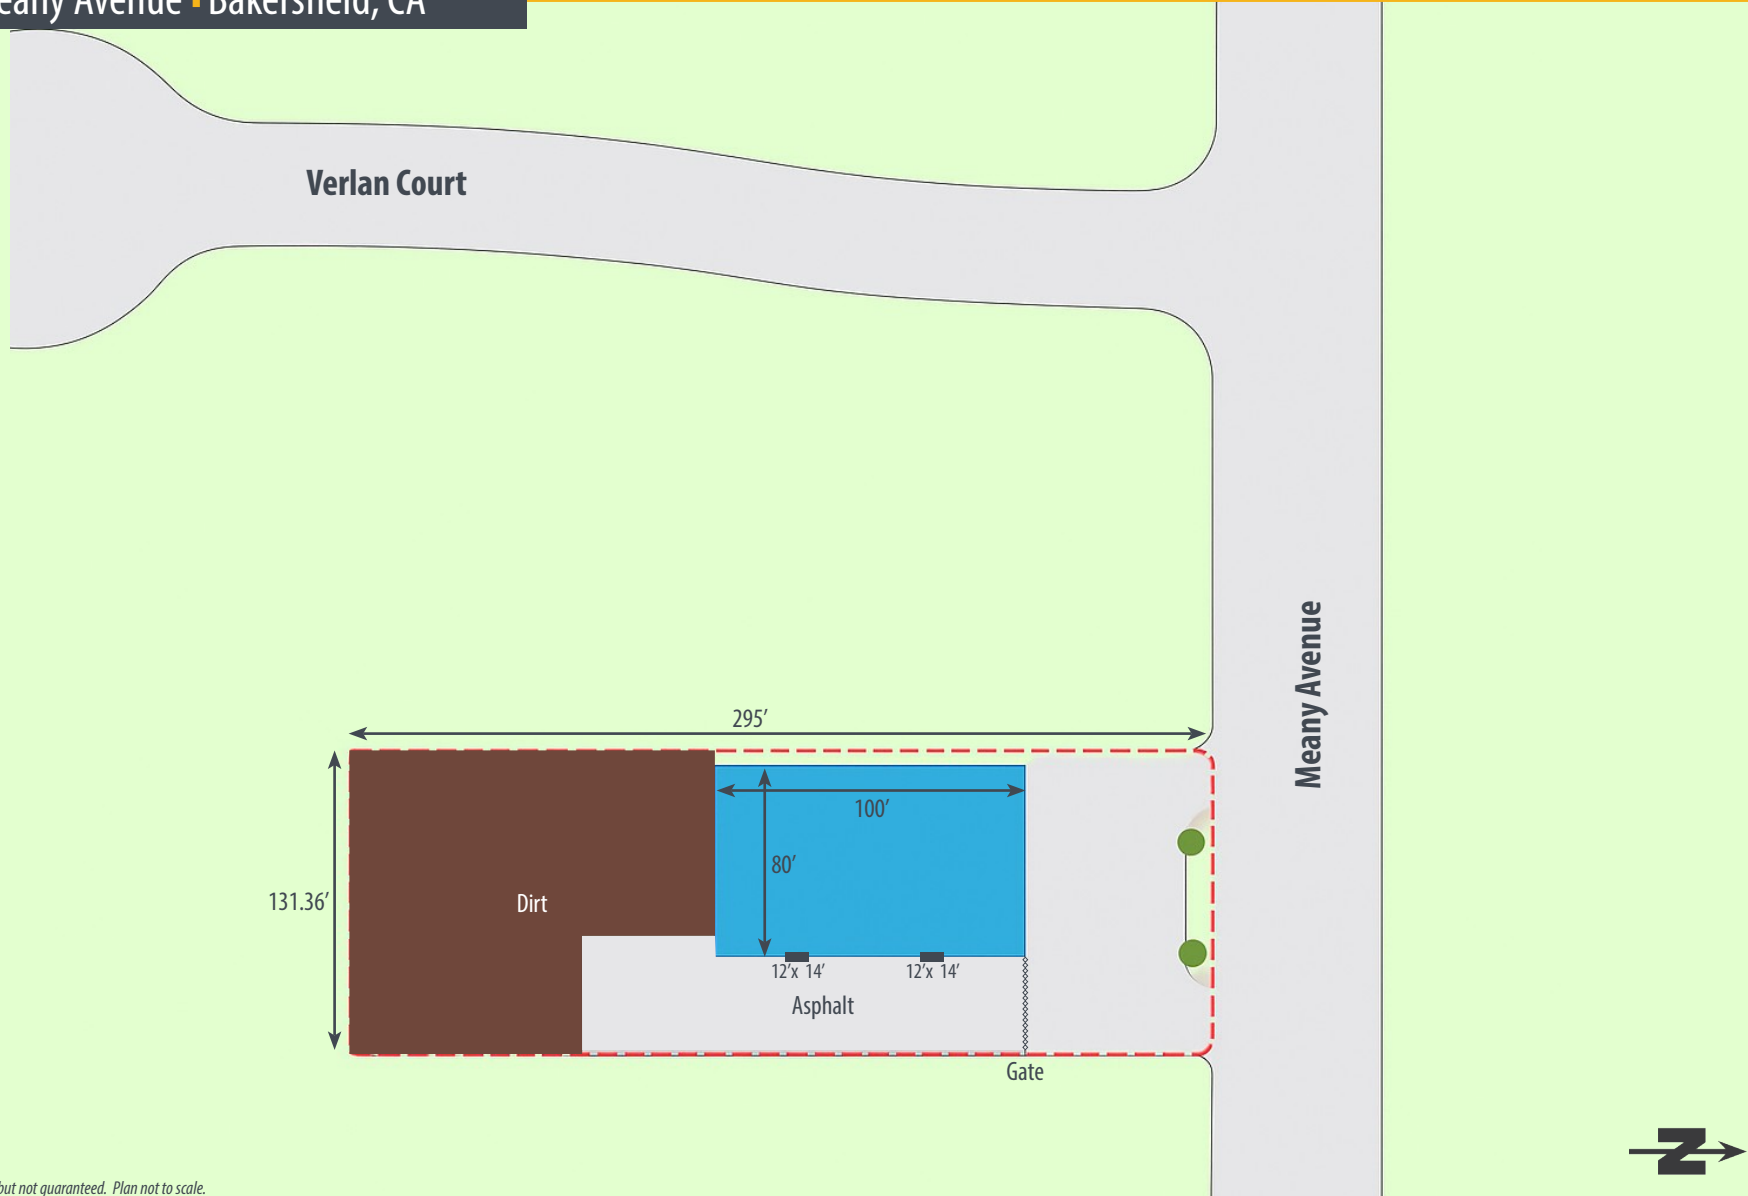 Avenue ▪ Bakersfield, CA
Verlan Court
Meany Avenue
295’
100’
80’
131.36’
Dirt
12’x 14’ 12’x 14’
Asphalt
Gate
N
but not guaranteed. Plan not to scale.